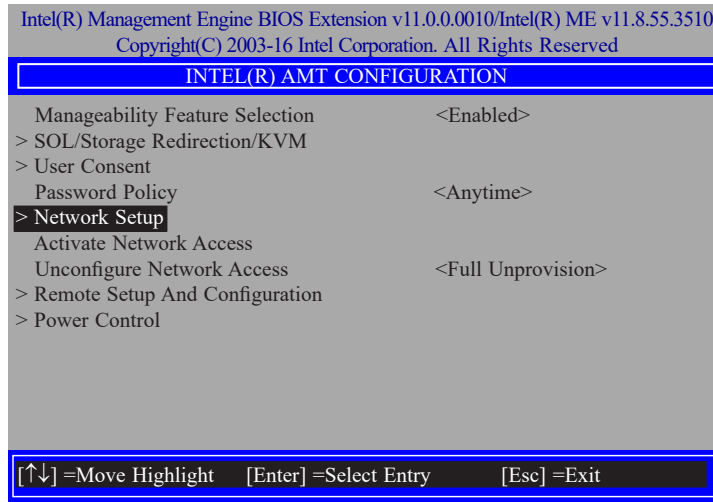 Intel(R) Management Engine BIOS Extension v11.0.0.0010/Intel(R) ME v11.8.55.3510
Copyright(C) 2003-16 Intel Corporation. All Rights Reserved
INTEL(R) AMT CONFIGURATION
Manageability Feature Selection <Enabled>
> SOL/Storage Redirection/KVM
> User Consent
Password Policy <Anytime>
> Network Setup
Activate Network Access
Unconfigure Network Access <Full Unprovision>
> Remote Setup And Configuration
> Power Control
[↑↓] =Move Highlight [Enter] =Select Entry [Esc] =Exit